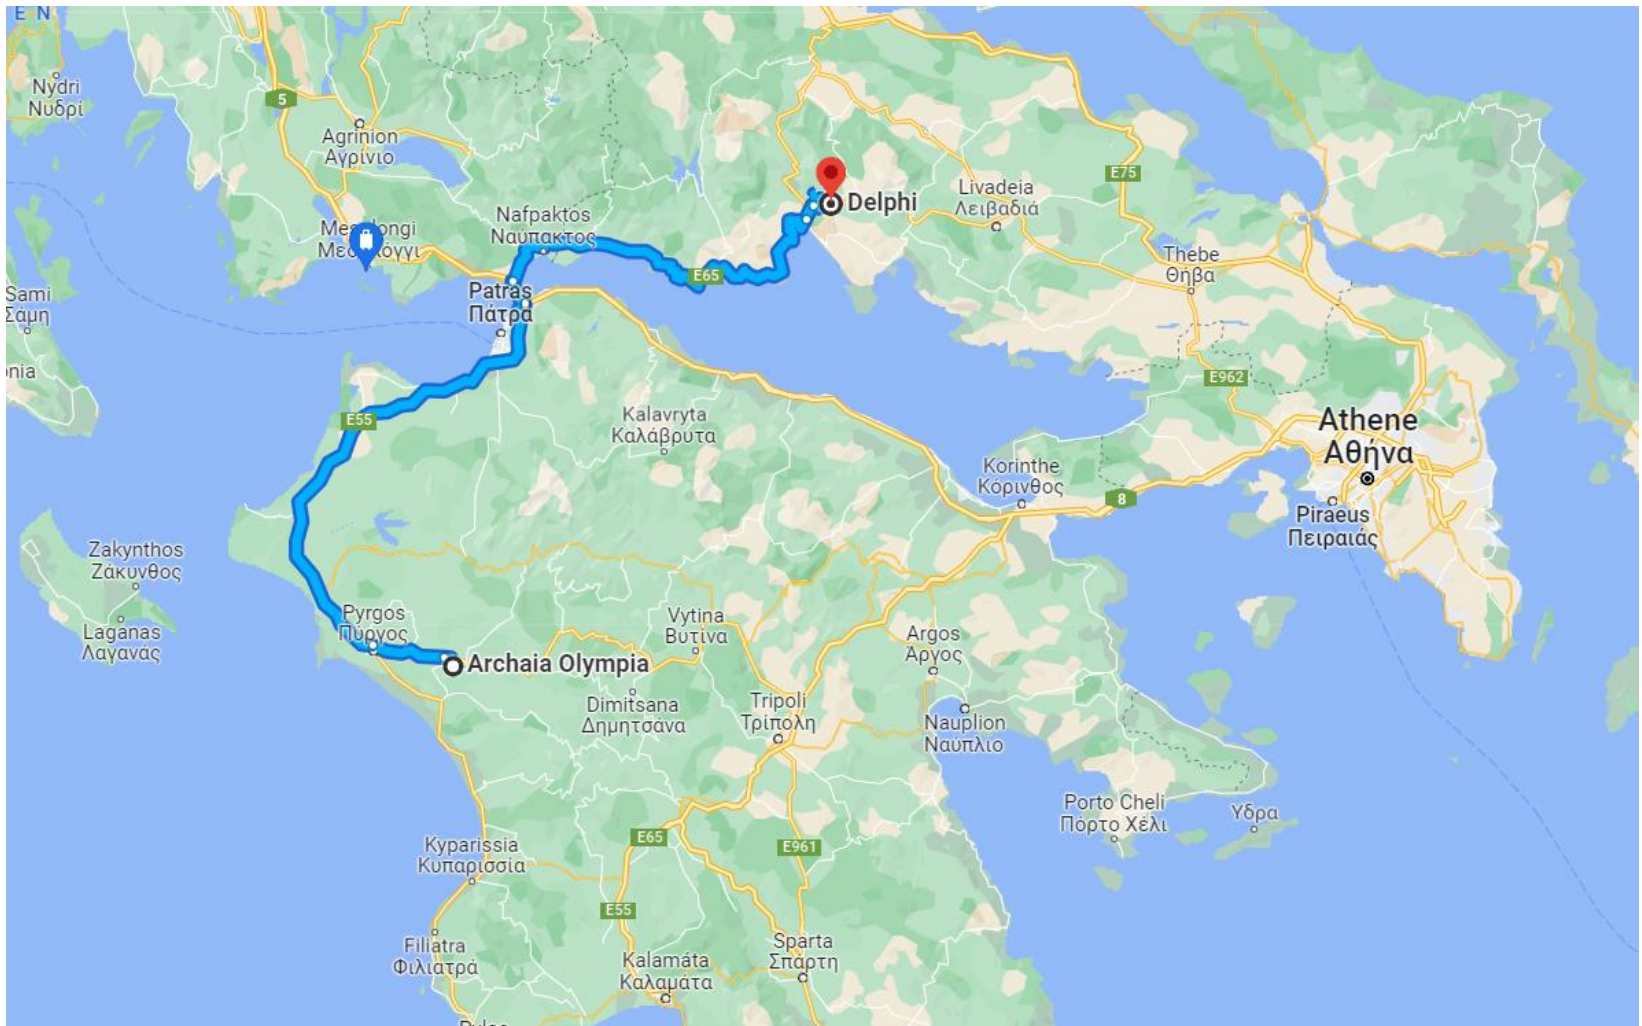 E N
Nydri
Νυδρί
5
Agrinion
Αγρίνιο
E75
Livadeia
Λειβαδιά
Delphi
Nafpaktos
Ναύπακτος
Thebe
Θήβα
E65
Patras
Πάτρα
Sami
Σάμη
nia
E962
E55
Kalavryta
Καλάβρυτα
Athene
Αθήνα
Korinthe
Κόρινθος
8
Piraeus
Πειραιάς
Zakynthos
Ζάκυνθος
Laganas
Λαγανάς
Pyrgos
Πύργος
Vytina
Βυτίνα
Argos
Άργος
Archaia Olympia
Dimitsana
Δημητσάνα
Tripoli
Τρίπολη
Nauplion
Ναύπλιο
Porto Cheli
Πόρτο Χέλι
Υδρα
E65
E961
Kyparissia
Κυπαρισσία
E55
Filiatra
Φιλιατρά
Kalamáta
Καλαμάτα
Sparta
Σπάρτη